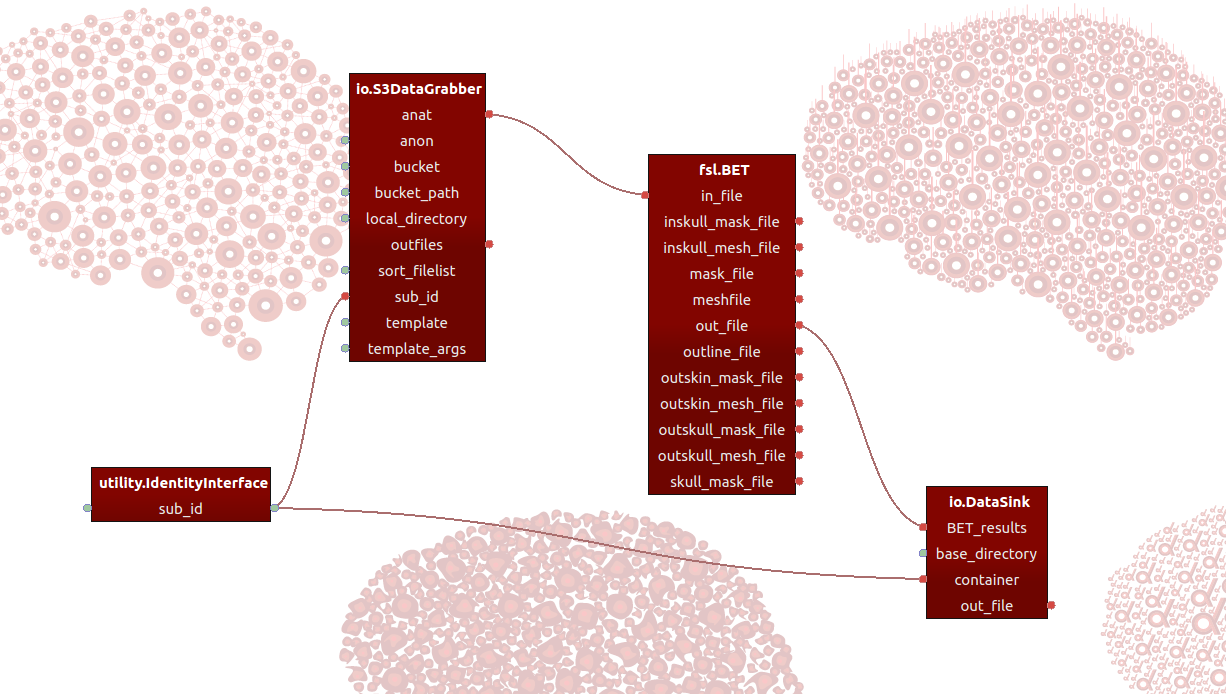 io.S3DataGrabber
anat
anon
bucket
bucket_path
local_directory
outfiles
sort_filelist
sub_id
template
template_args
fsl.BET
in_file
inskull_mask_file
inskull_mesh_file
mask_file
meshfile
out_file
outline_file
outskin_mask_file
outskin_mesh_file
outskull_mask_file
outskull_mesh_file
skull_mask_file
utility.IdentityInterface
sub_id
io.DataSink
BET_results
base_directory
container
out_file